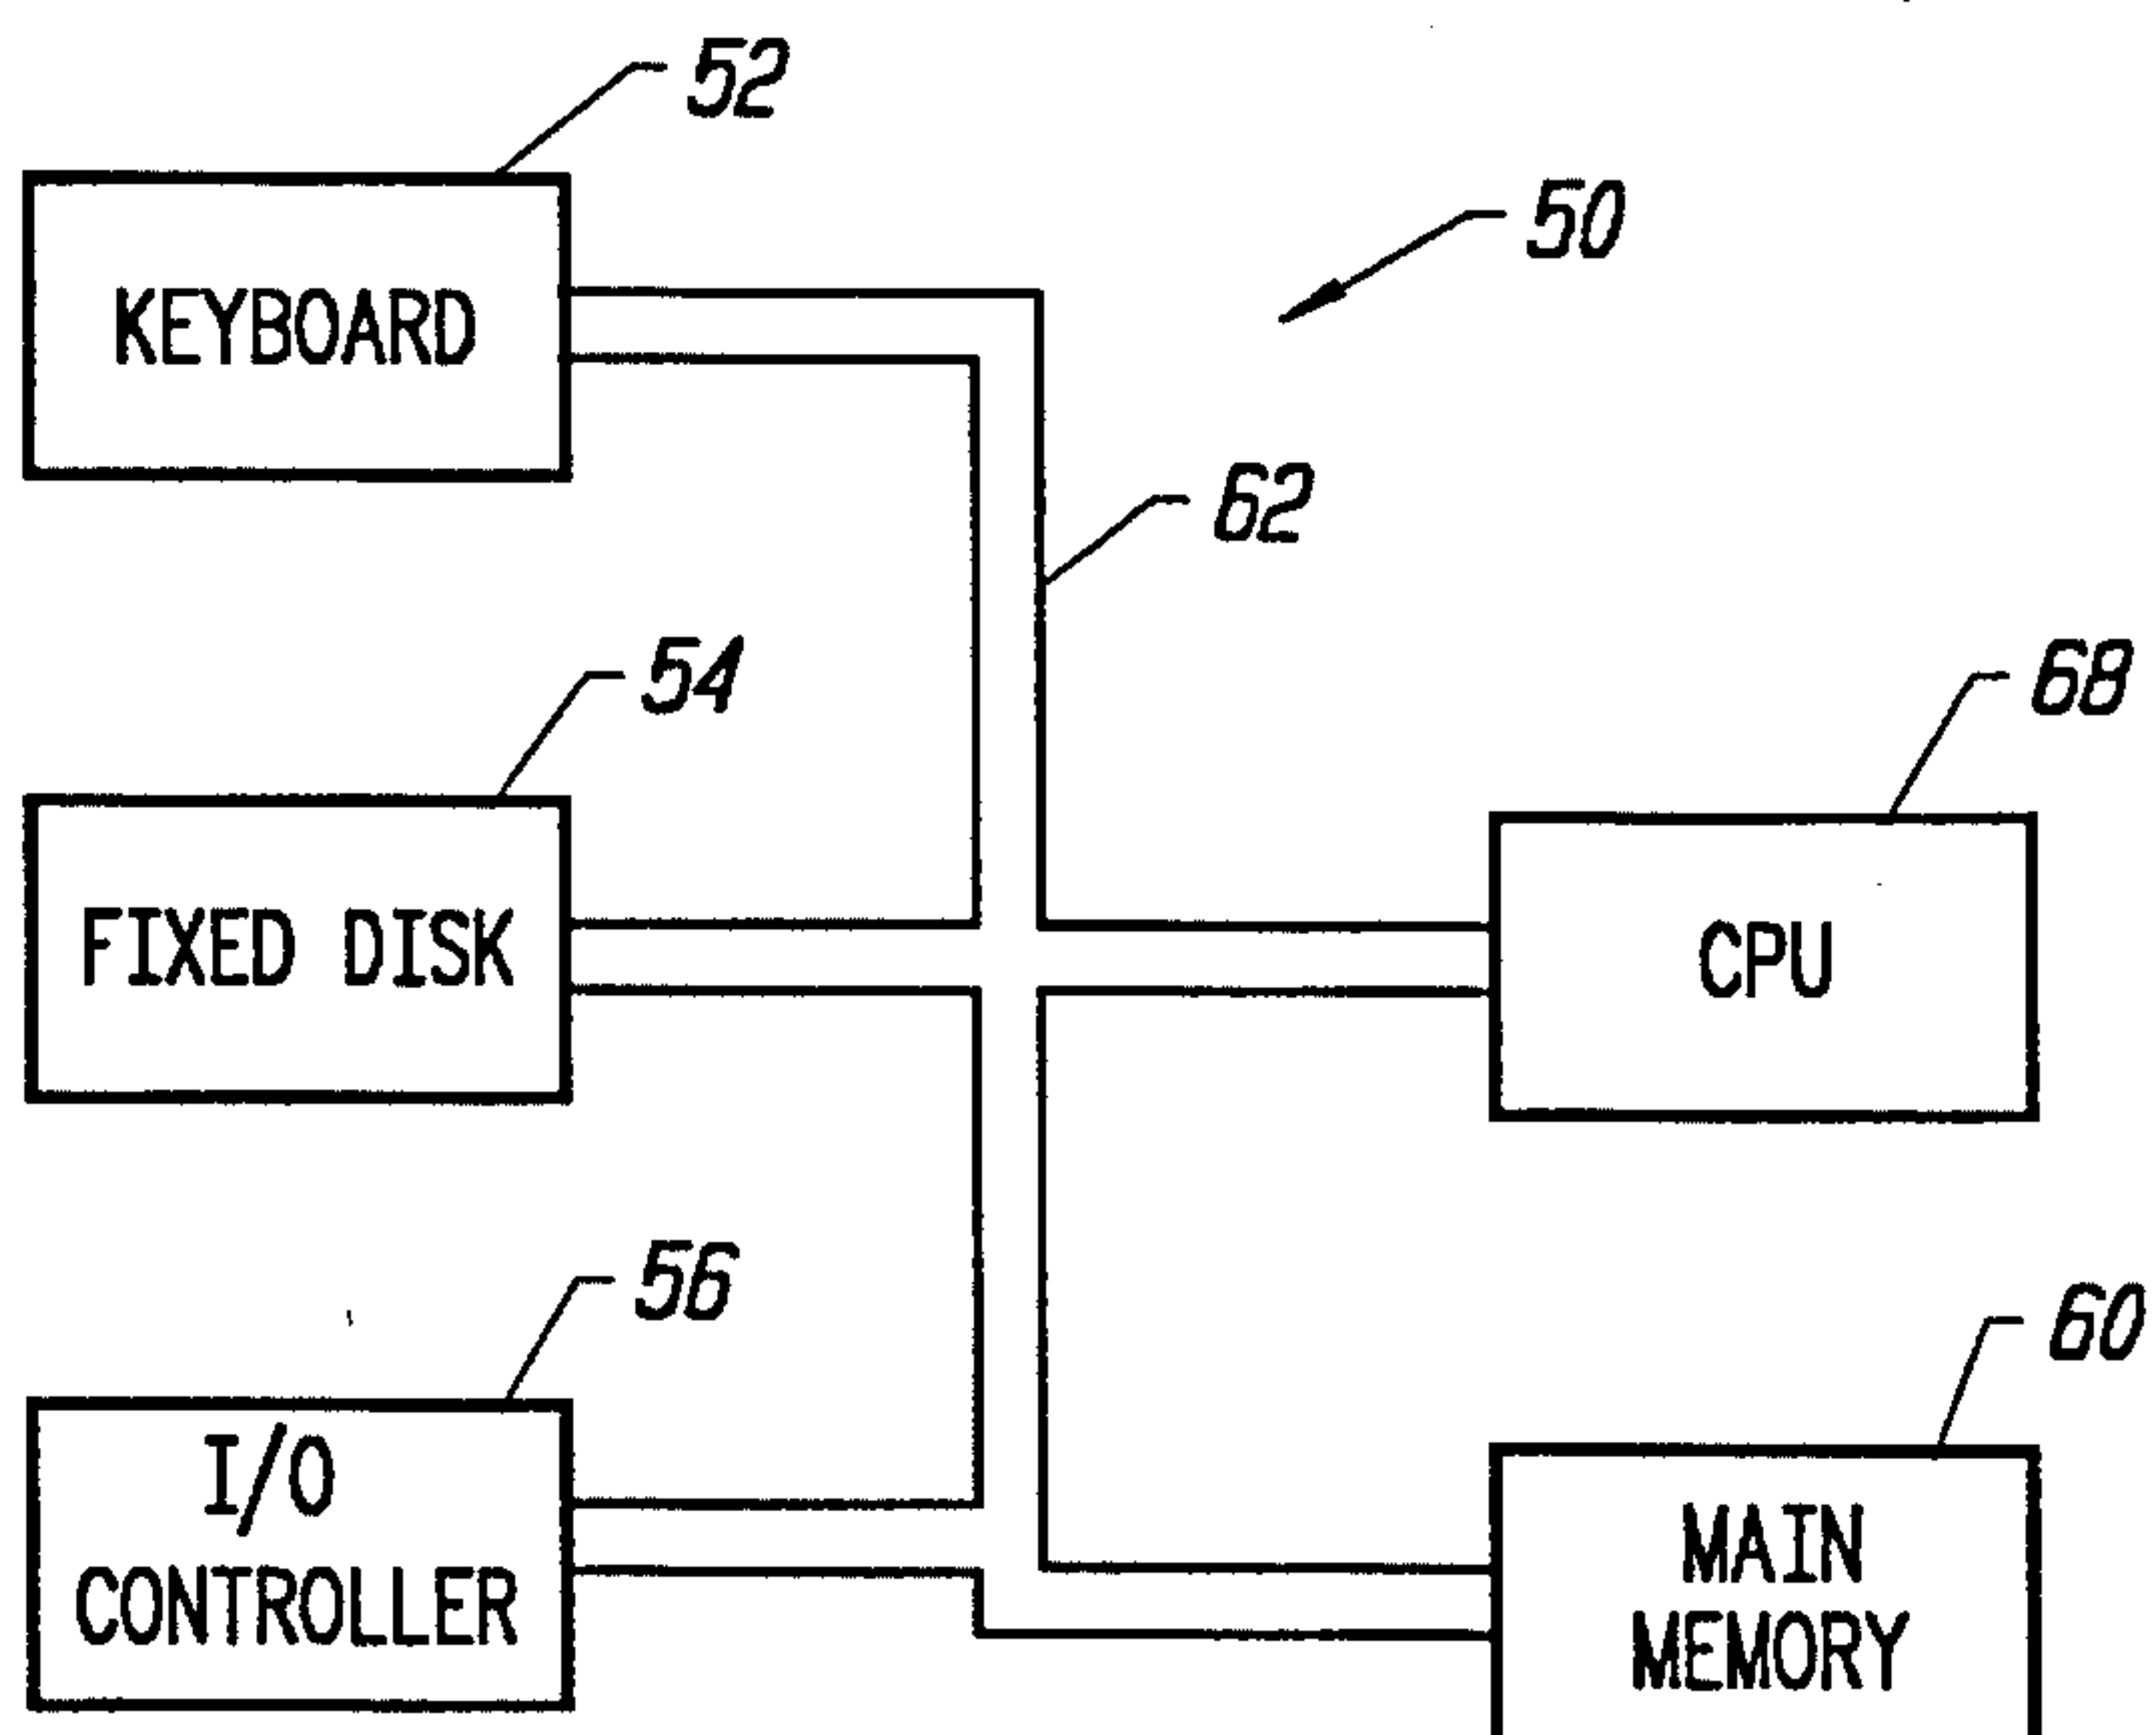 52
50
KEYBOARD
62
54
68
FIXED DISK
CPU
56
60
I/O
CONTROLLER
MAIN
MEMORY